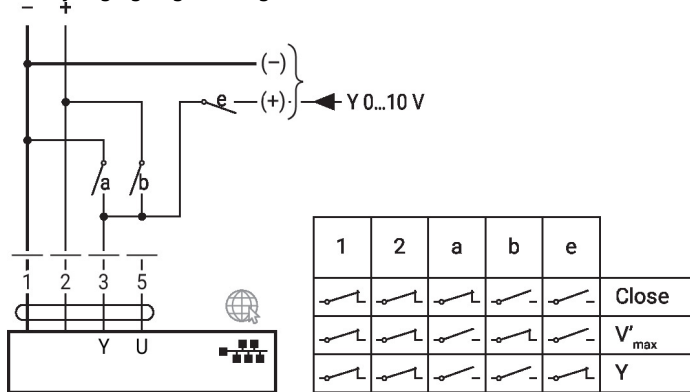 − +
(−)
e (+) Y 0...10 V
a b
1 2 3 5
Y U
1 2 a b e
Close
V'max
Y